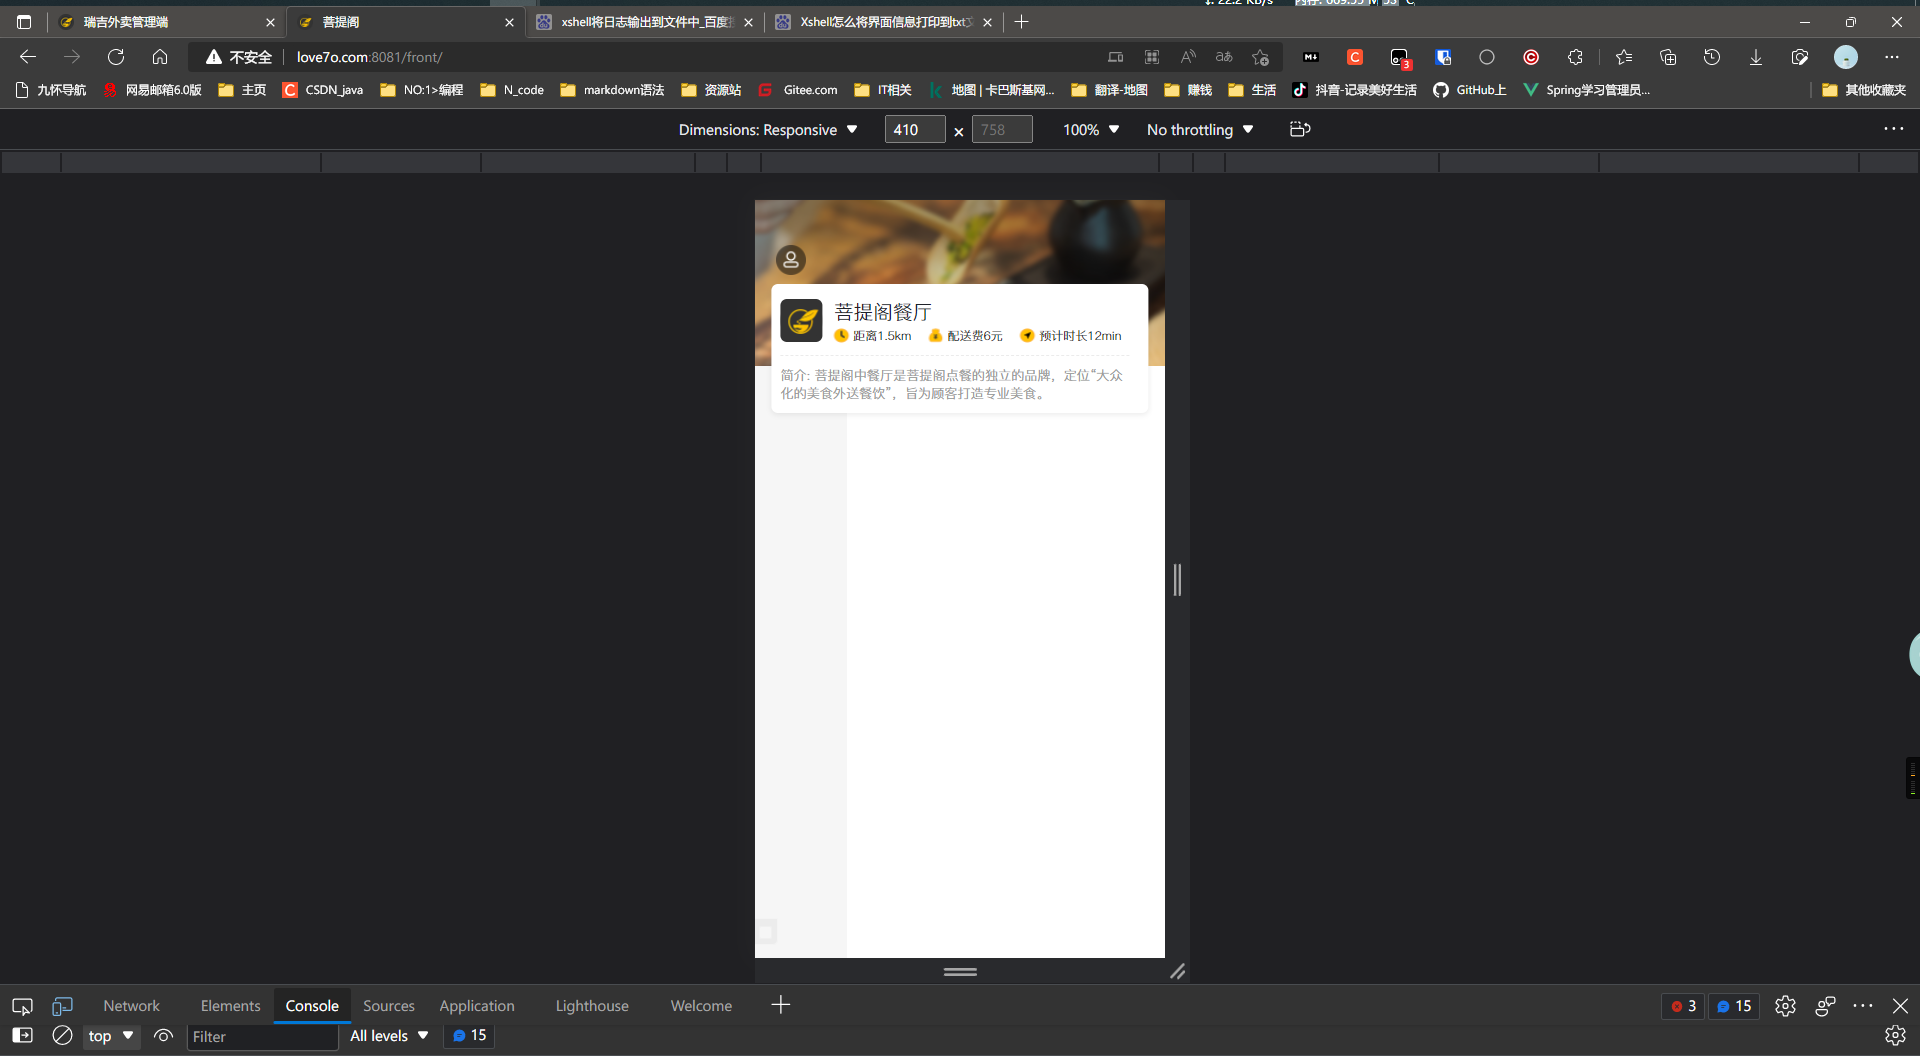 22.2 Kb/s
瑞吉外卖管理端
菩提阁
xshell将日志输出到文件中_百度
Xshell怎么将界面信息打印到txt
不安全
love7o.com:8081/front/
aあ
M↓
C
3
九怀导航
网易邮箱6.0版
主页
CSDN_java
NO:1>编程
N_code
markdown语法
资源站
Gitee.com
IT相关
地图 | 卡巴斯基网...
翻译-地图
赚钱
生活
抖音-记录美好生活
GitHub上
Spring学习管理员...
其他收藏夹
Dimensions: Responsive
410
×
758
100%
No throttling
菩提阁餐厅
距离1.5km
配送费6元
预计时长12min
简介: 菩提阁中餐厅是菩提阁点餐的独立的品牌，定位“大众
化的美食外送餐饮”，旨为顾客打造专业美食。
Network
Elements
Console
Sources
Application
Lighthouse
Welcome
3
15
top
Filter
All levels
15